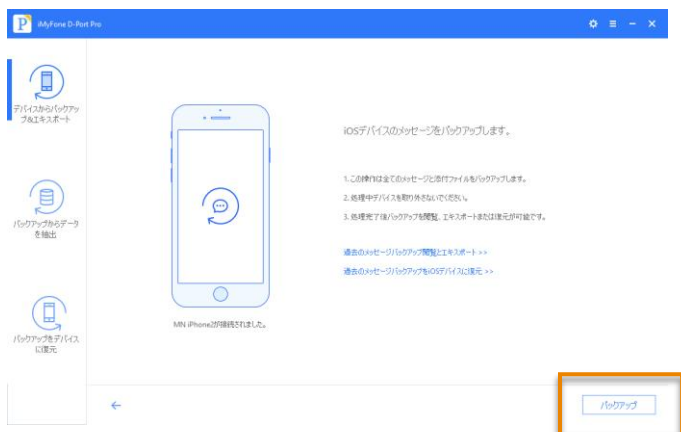 iMyFone D-Port Pro
デバイスからバックアッ
プ&エキスポート
バックアップからデータ
を抽出
バックアップをデバイス
に復元
MN iPhone2が接続されました。
iOSデバイスのメッセージをバックアップします。
1.この操作は全てのメッセージと添付ファイルをバックアップします。
2.処理中デバイスを取り外さないでください。
3.処理完了後バックアップを閲覧、エキスポートまたは復元が可能です。
過去のメッセージバックアップ閲覧とエキスポート >>
過去のメッセージバックアップをiOSデバイスに復元 >>
バックアップ